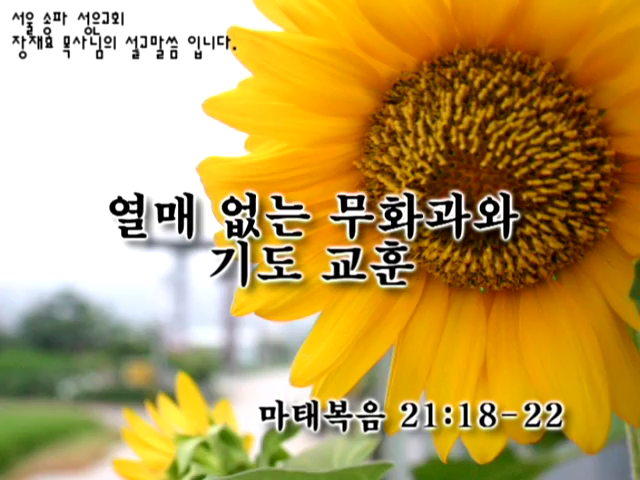 서울 송파 성은교회
장재효 목사님의 설교말씀 입니다.
열매 없는 무화과와
기도 교훈
마태복음 21:18-22